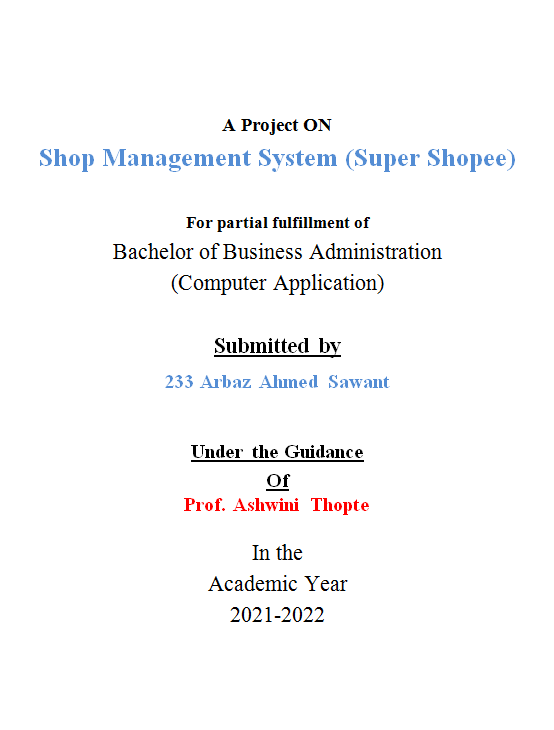 A Project ON
Shop Management System (Super Shopee)
For partial fulfillment of
Bachelor of Business Administration
(Computer Application)
Submitted by
233 Arbaz Ahmed Sawant
Under the Guidance
Of
Prof. Ashwini Thopte
In the
Academic Year
2021-2022